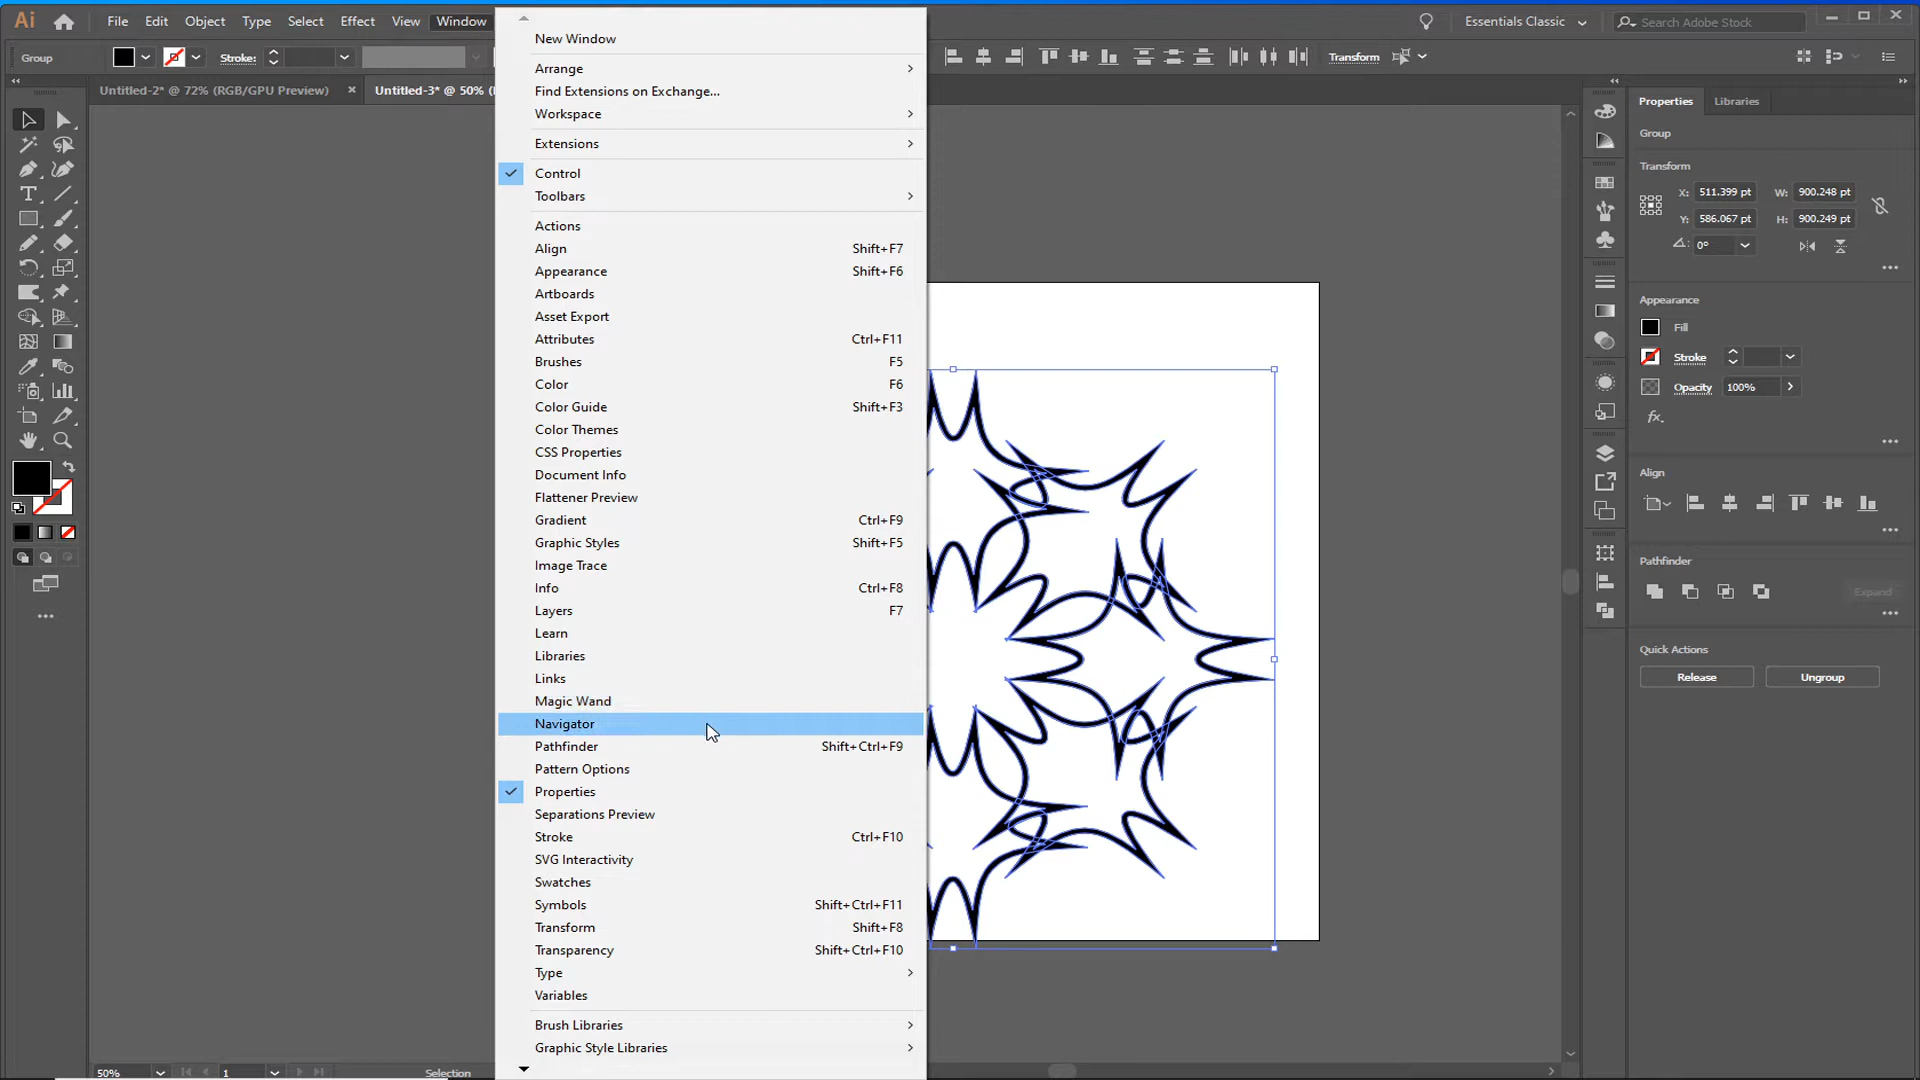 Ai File Edit Object Type Select Effect View Window Essentials Classic Search Adobe Stock
Group Stroke: Transform
Untitled-2* @ 72% (RGB/GPU Preview) Untitled-3* @ 50%
New Window
Arrange
Find Extensions on Exchange...
Workspace
Extensions
Control
Toolbars
Actions
Align Shift+F7
Appearance Shift+F6
Artboards
Asset Export
Attributes Ctrl+F11
Brushes F5
Color F6
Color Guide Shift+F3
Color Themes
CSS Properties
Document Info
Flattener Preview
Gradient Ctrl+F9
Graphic Styles Shift+F5
Image Trace
Info Ctrl+F8
Layers F7
Learn
Libraries
Links
Magic Wand
Navigator
Pathfinder Shift+Ctrl+F9
Pattern Options
Properties
Separations Preview
Stroke Ctrl+F10
SVG Interactivity
Swatches
Symbols Shift+Ctrl+F11
Transform Shift+F8
Transparency Shift+Ctrl+F10
Type
Variables
Brush Libraries
Graphic Style Libraries
Properties Libraries
Group
Transform
X: 511.399 pt W: 900.248 pt
Y: 586.067 pt H: 900.249 pt
0°
Appearance
Fill
Stroke
Opacity 100%
fx.
Align
Pathfinder
Expand
Quick Actions
Release Ungroup
50% 1 Selection